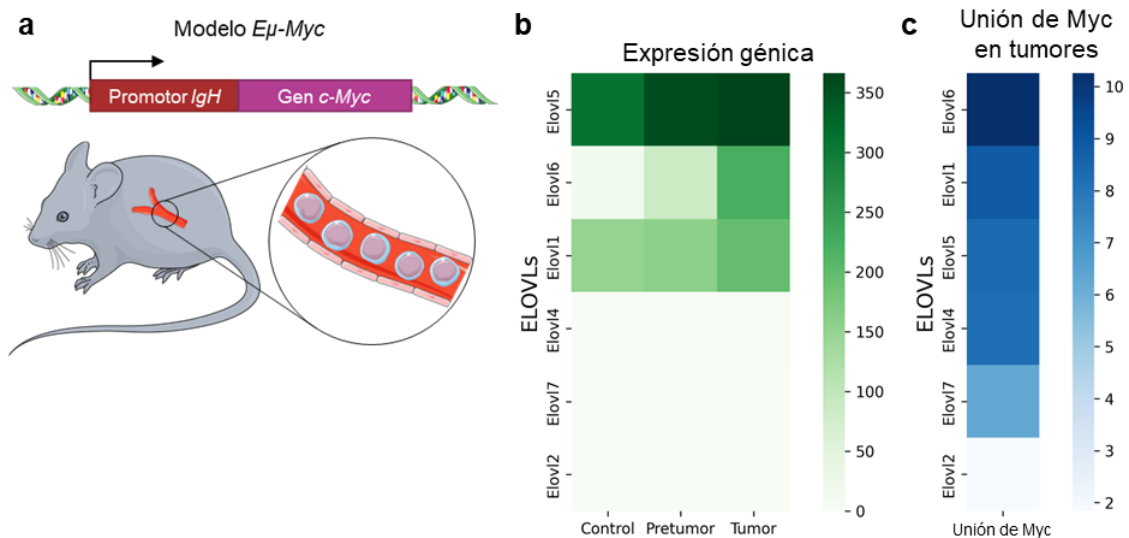 a
Modelo Eµ-Myc
Promotor IgH
Gen c-Myc
b
Expresión génica
ELOVLs
Elovl5
Elovl6
Elovl1
Elovl4
Elovl7
Elovl2
Control Pretumor Tumor
350
300
250
200
150
100
50
0
c
Unión de Myc
en tumores
ELOVLs
Elovl6
Elovl1
Elovl5
Elovl4
Elovl7
Elovl2
Unión de Myc
10
9
8
7
6
5
4
3
2